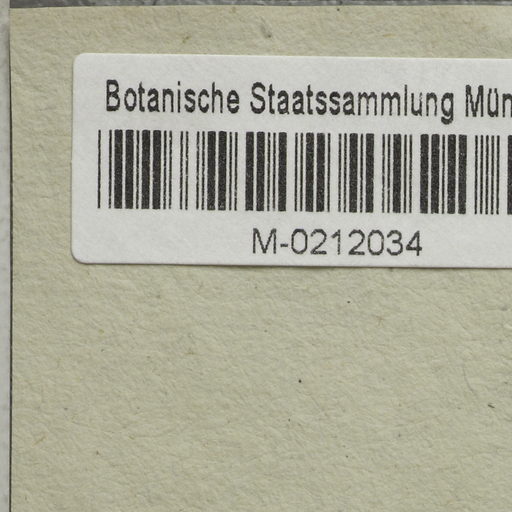 Botanische Staatssammlung Mün
M-0212034